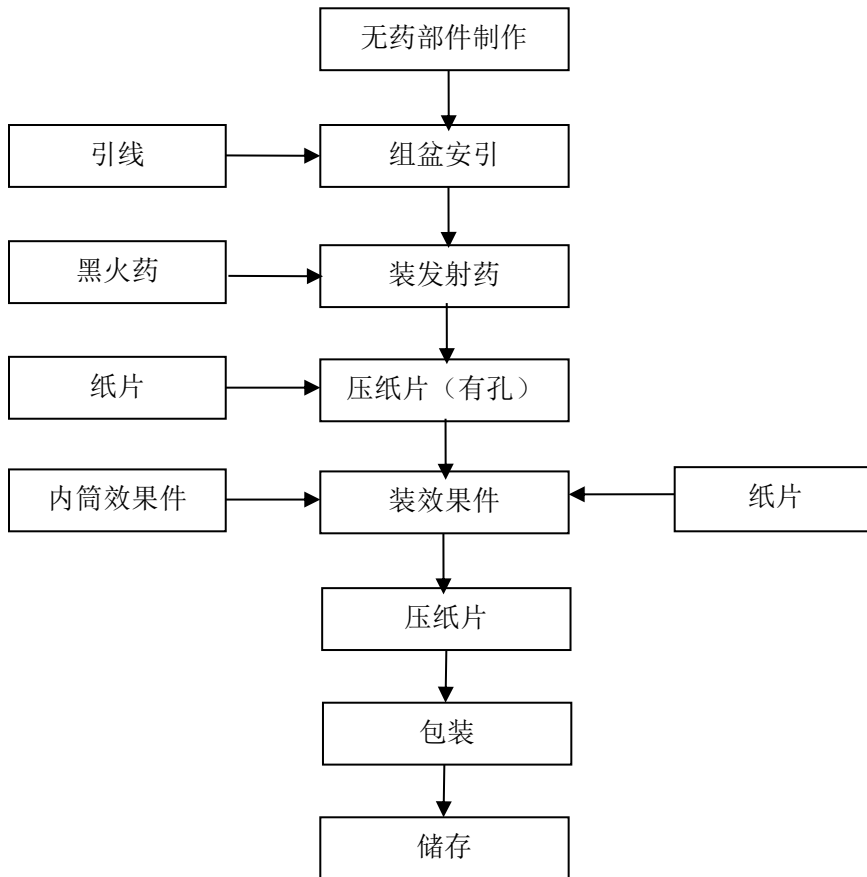 无药部件制作
引线
组盆安引
黑火药
装发射药
纸片
压纸片（有孔）
内筒效果件
装效果件
纸片
压纸片
包装
储存